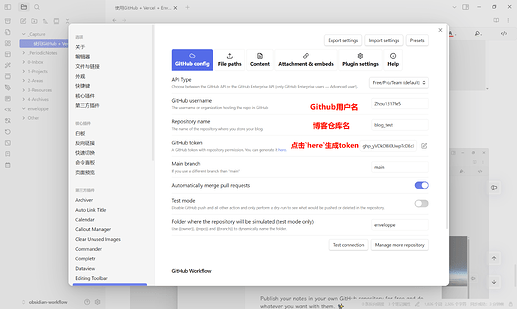 使用GitHub + Vercel + Env...
_Capture
使用GitHub + Vercel +
_PeriodicNotes
0-Inbox
1-Projects
2-Areas
3-Resources
4-Archives
enveloppe
Other
obsidian-workflow
选项
关于
编辑器
文件与链接
外观
快捷键
核心插件
第三方插件
核心插件
白板
反向链接
快速切换
命令面板
页面预览
第三方插件
Archiver
Auto Link Title
Calendar
Callout Manager
Clear Unused Images
Commander
Completr
Dataview
Editing Toolbar
Export settings
Import settings
Presets
GitHub config
File paths
Content
Attachment & embeds
Plugin settings
Help
API Type
Choose between the GitHub API or the GitHub Enterprise API (only GitHub Enterprise users — Advanced user!).
Free/Pro/Team (default)
GitHub username
The username or organization hosting the repo in GitHub
Github用户名
Repository name
The name of the repository where you store your blog
博客仓库名
blog_test
GitHub token
A GitHub token with repository permission. You can generate it here.
点击`here`生成token
Main branch
If you use a different branch than 'main'
main
Automatically merge pull requests
Test mode
Disable GitHub push and all other action and only perform a dry-run to see what would be pushed or deleted in the repository
Folder where the repository will be simulated (test mode only)
Use {{owner}}, {{repo}} and {{branch}} to dynamically name the folder
enveloppe
Test connection
Manage more repository
GitHub Workflow
Publish your notes in your own GitHub repository for free and do
whatever you want with them.